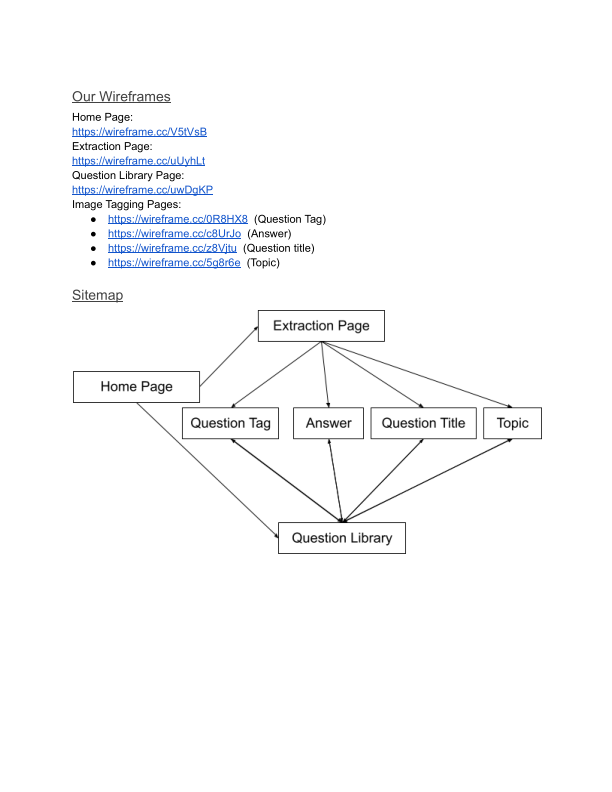 Our Wireframes
Home Page:
https://wireframe.cc/V5tVsB
Extraction Page:
https://wireframe.cc/uUyhLt
Question Library Page:
https://wireframe.cc/uwDgKP
Image Tagging Pages:
● https://wireframe.cc/0R8HX8 (Question Tag)
● https://wireframe.cc/c8UrJo (Answer)
● https://wireframe.cc/z8Vjtu (Question title)
● https://wireframe.cc/5g8r6e (Topic)
Sitemap
Extraction Page
Home Page
Question Tag
Answer
Question Title
Topic
Question Library